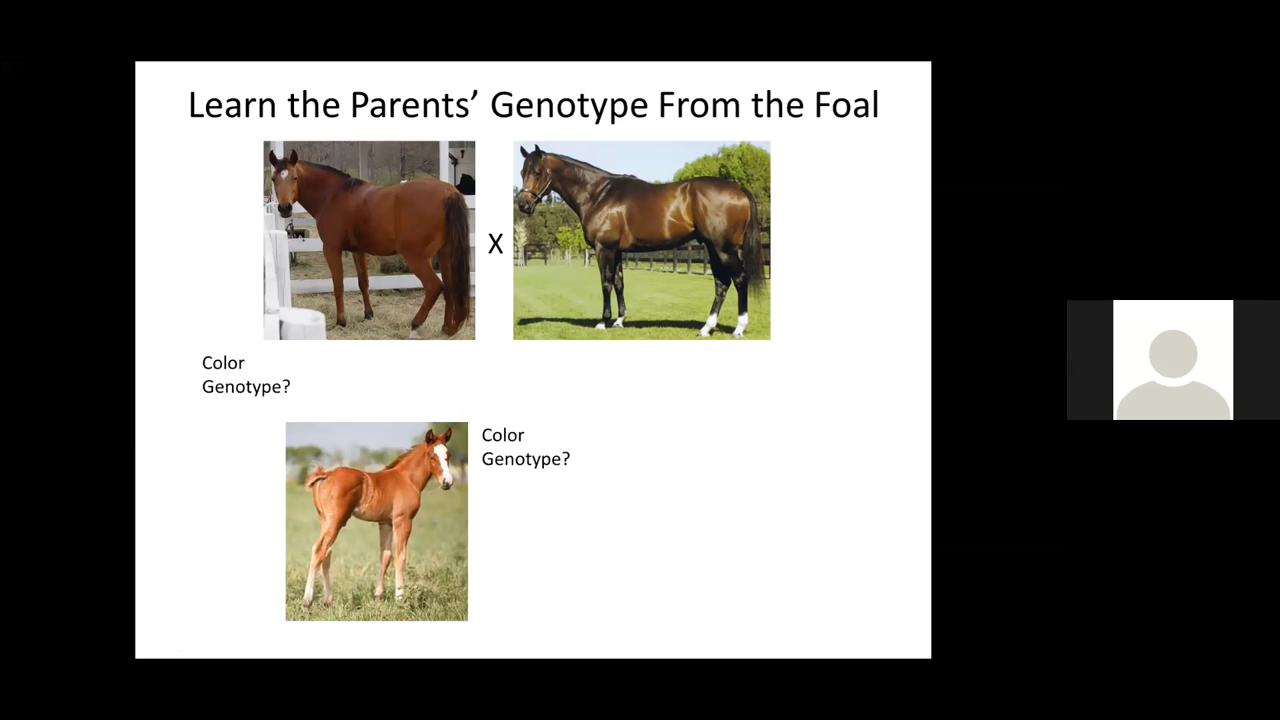 Learn the Parents’ Genotype From the Foal
X
Color
Genotype?
Color
Genotype?